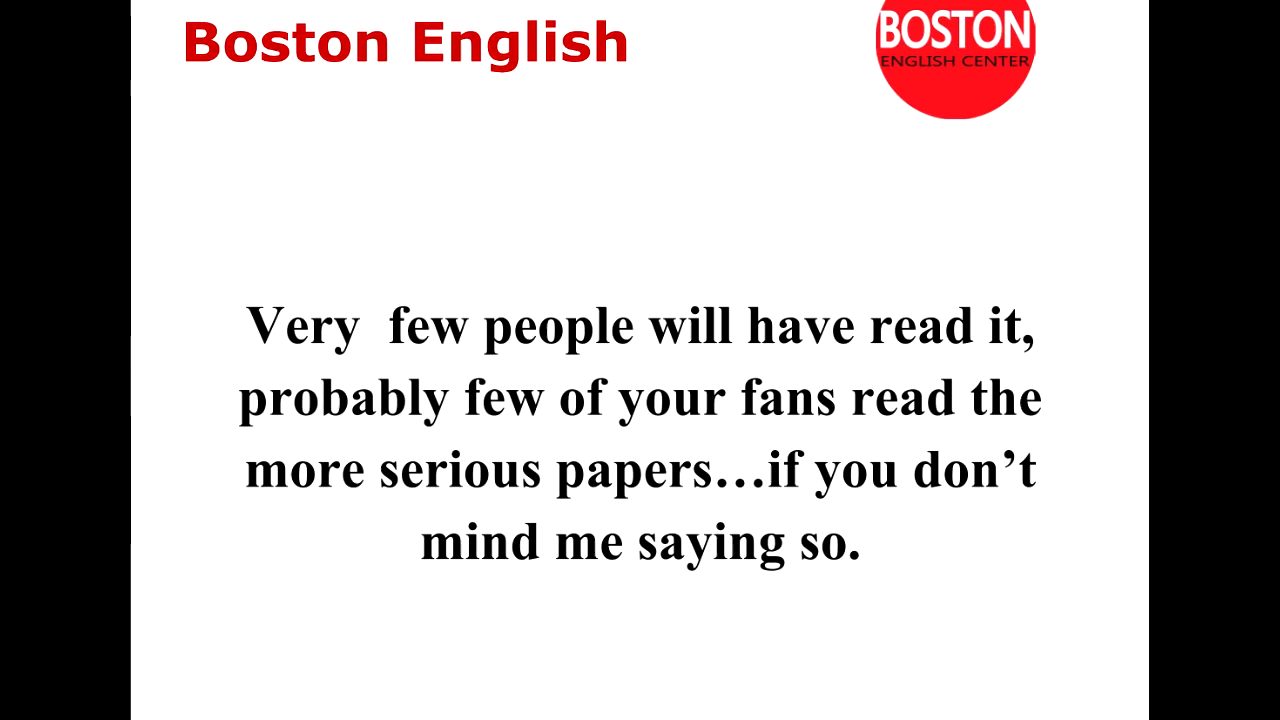 Boston English
BOSTON
ENGLISH CENTER
Very few people will have read it,
probably few of your fans read the
more serious papers…if you don’t
mind me saying so.